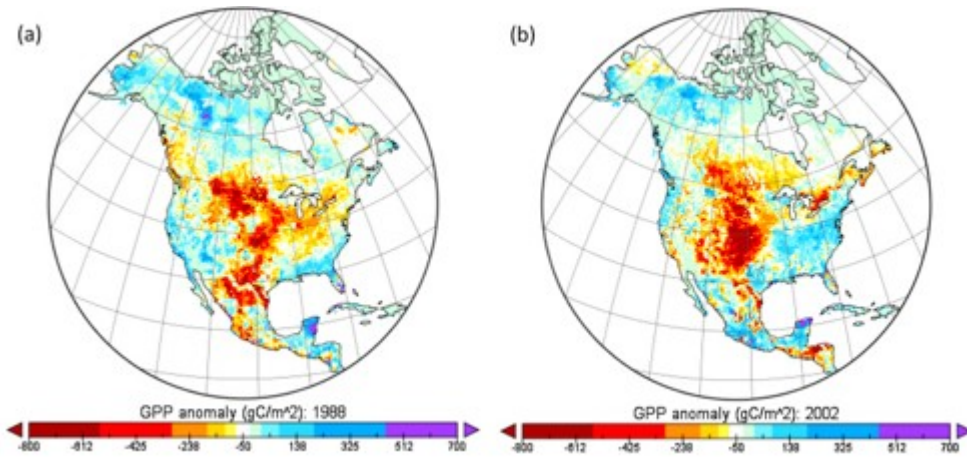 (a)
(b)
GPP anomaly (gC/m^2): 1988
-800 -612 -425 -238 -50 138 325 512 700
GPP anomaly (gC/m^2): 2002
-800 -612 -425 -238 -50 138 325 512 700